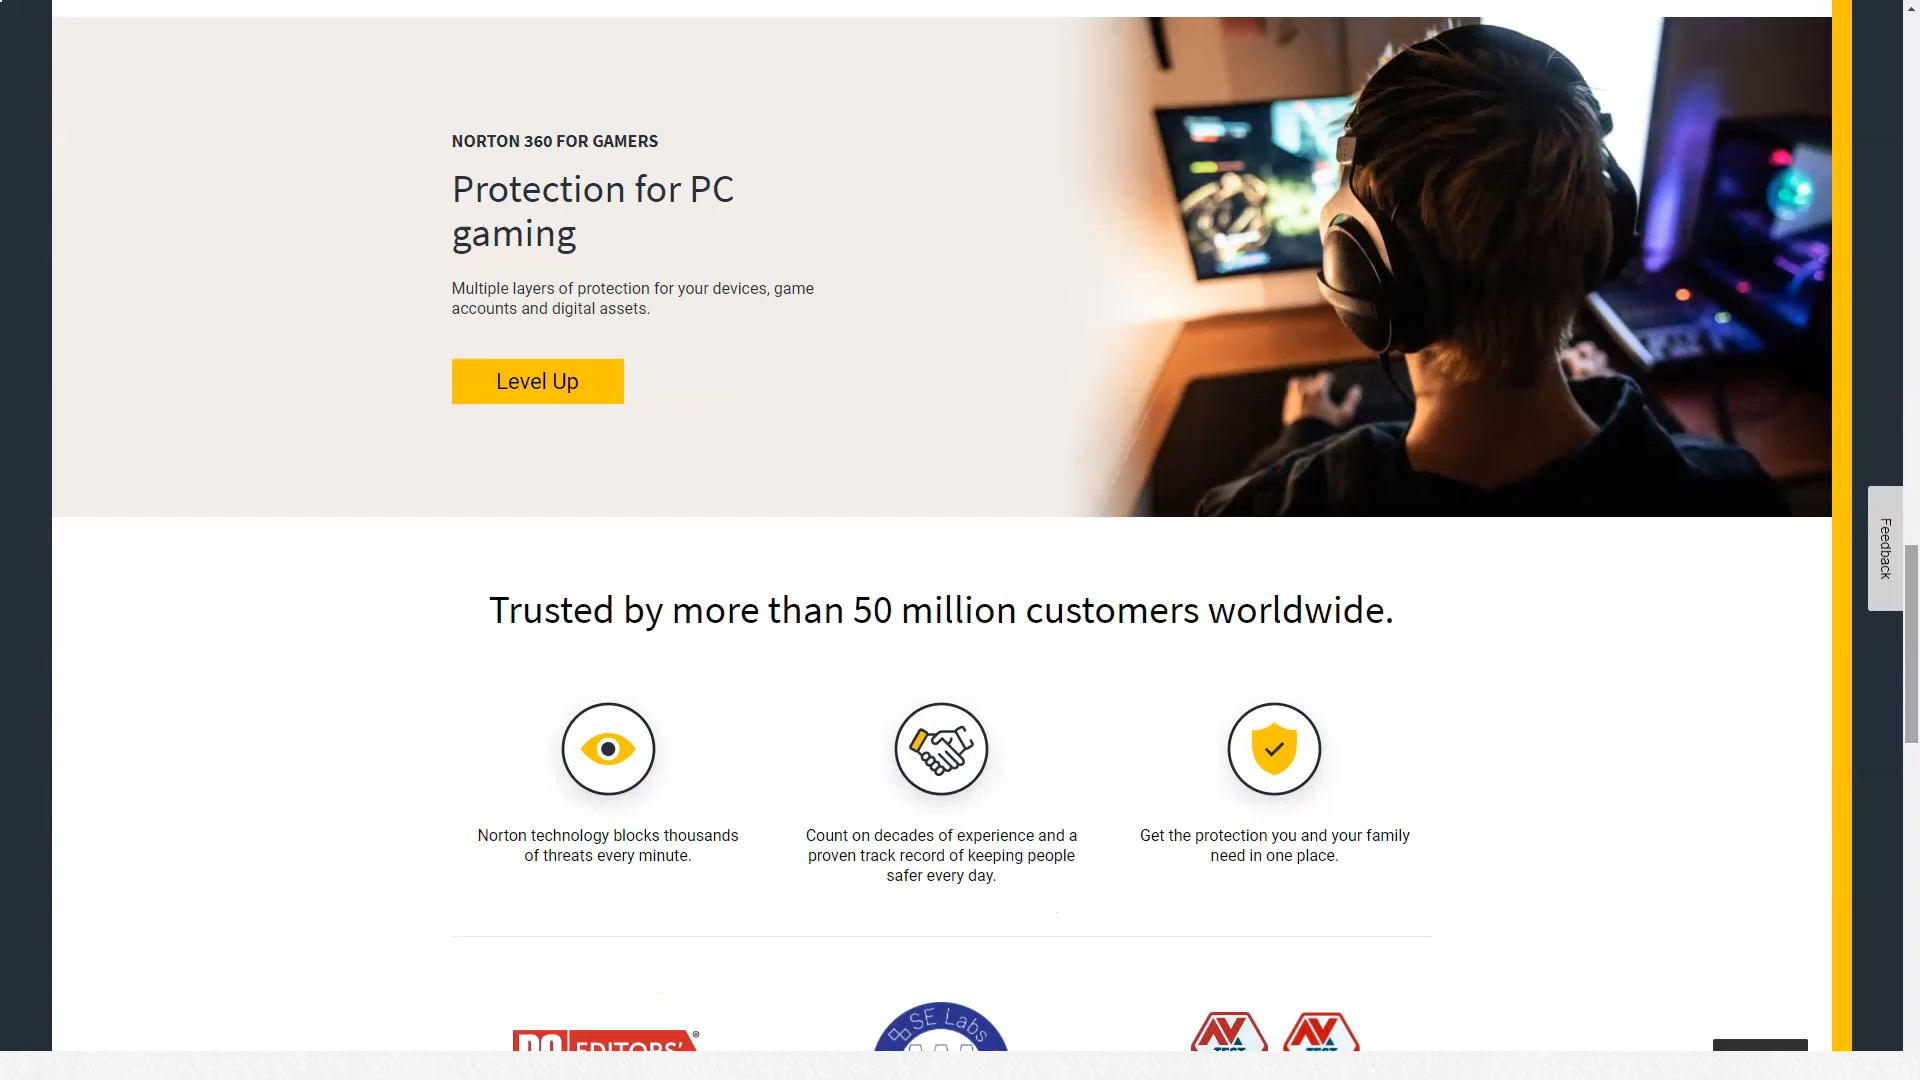 NORTON 360 FOR GAMERS
Protection for PC
gaming
Multiple layers of protection for your devices, game
accounts and digital assets.
Level Up
Feedback
Trusted by more than 50 million customers worldwide.
Norton technology blocks thousands
of threats every minute.
Count on decades of experience and a
proven track record of keeping people
safer every day.
Get the protection you and your family
need in one place.
EDITORS'
SE Labs